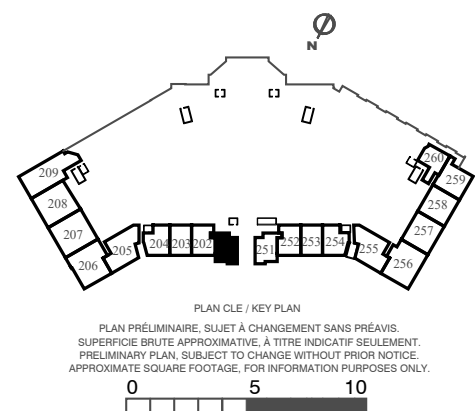 N
209
208
207
206
205
204 203 202
251 252 253 254
255
256
257
258
259
260
PLAN CLE / KEY PLAN
PLAN PRÉLIMINAIRE, SUJET À CHANGEMENT SANS PRÉAVIS.
SUPERFICIE BRUTE APPROXIMATIVE, À TITRE INDICATIF SEULEMENT.
PRELIMINARY PLAN, SUBJECT TO CHANGE WITHOUT PRIOR NOTICE.
APPROXIMATE SQUARE FOOTAGE, FOR INFORMATION PURPOSES ONLY.
0 5 10